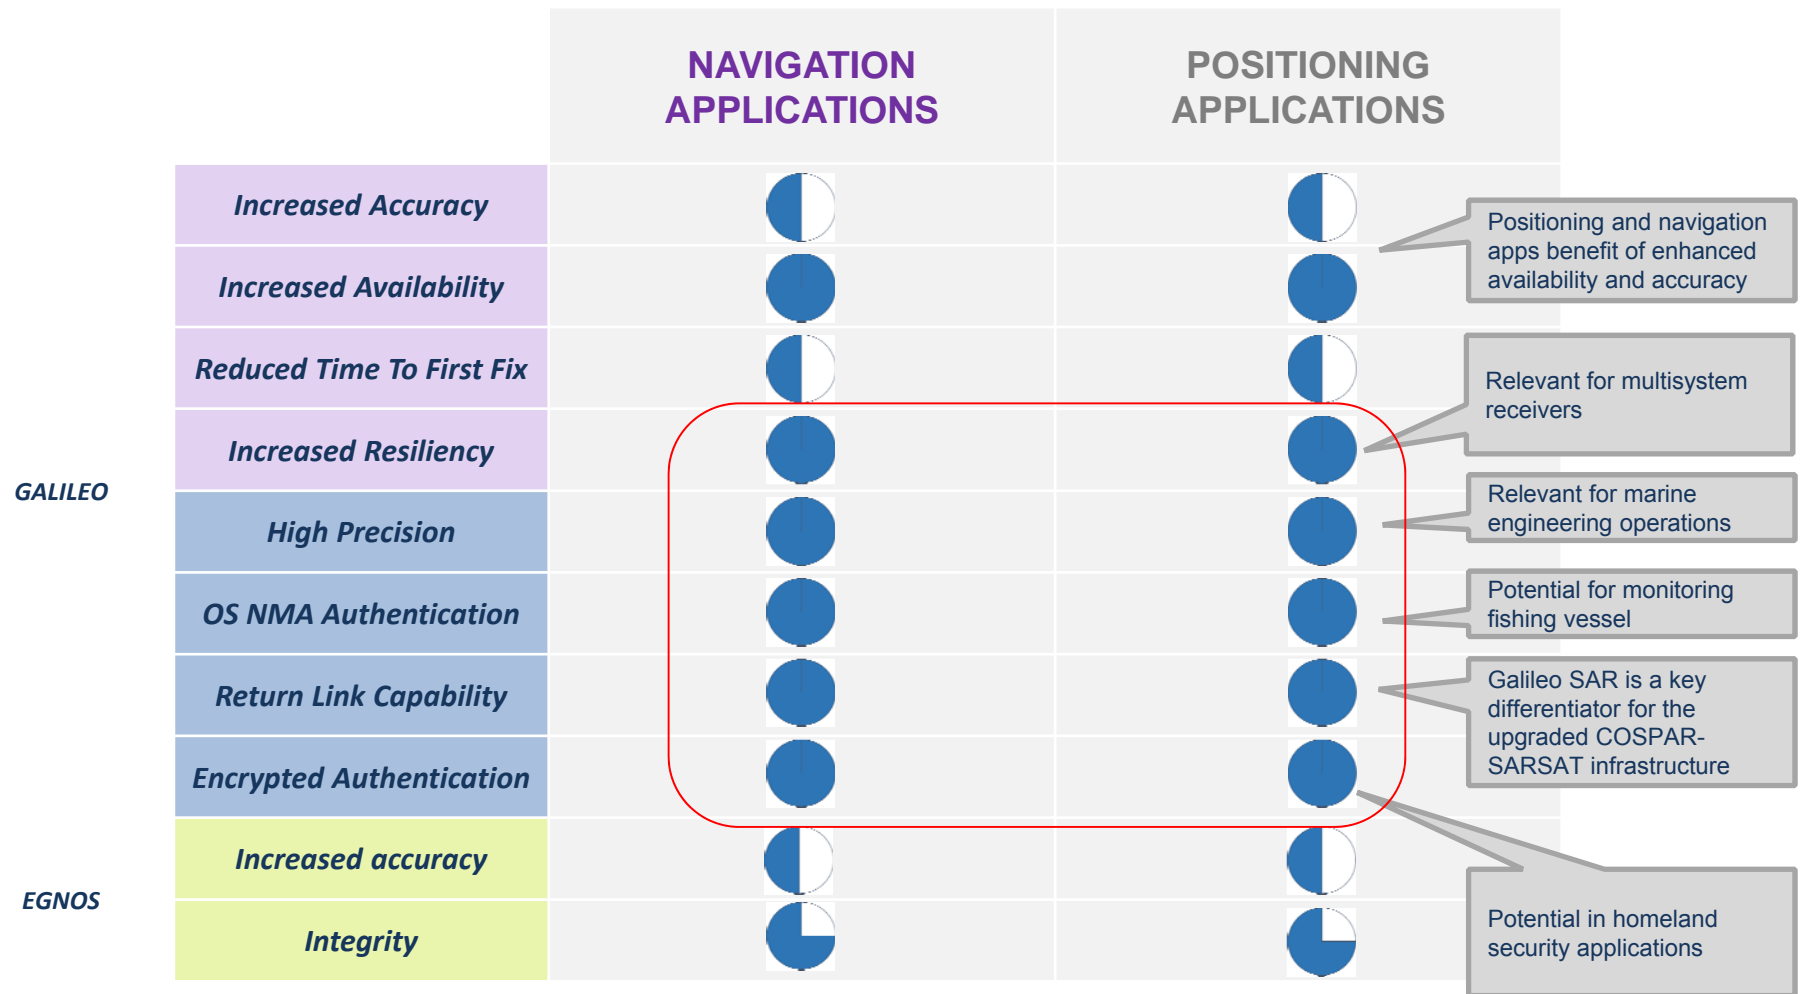 NAVIGATION
APPLICATIONS
POSITIONING
APPLICATIONS
GALILEO
Increased Accuracy
Increased Availability
Reduced Time To First Fix
Increased Resiliency
High Precision
OS NMA Authentication
Return Link Capability
Encrypted Authentication
EGNOS
Increased accuracy
Integrity
Positioning and navigation
apps benefit of enhanced
availability and accuracy
Relevant for multisystem
receivers
Relevant for marine
engineering operations
Potential for monitoring
fishing vessel
Galileo SAR is a key
differentiator for the
upgraded COSPAR-
SARSAT infrastructure
Potential in homeland
security applications